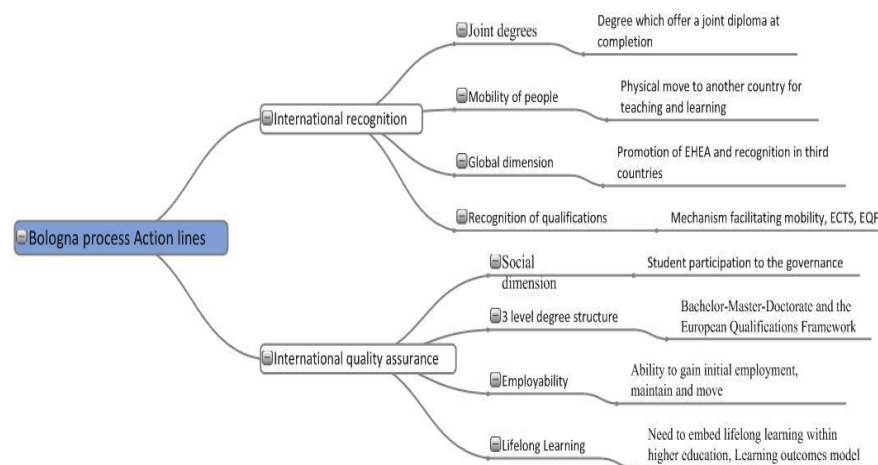 Joint degrees
Degree which offer a joint diploma at
completion
Mobility of people
Physical move to another country for
teaching and learning
International recognition
Global dimension
Promotion of EHEA and recognition in third
countries
Recognition of qualifications
Mechanism facilitating mobility, ECTS, EQF
Bologna process Action lines
Social
dimension
Student participation to the governance
3 level degree structure
Bachelor-Master-Doctorate and the
European Qualifications Framework
International quality assurance
Employability
Ability to gain initial employment,
maintain and move
Lifelong Learning
Need to embed lifelong learning within
higher education, Learning outcomes model